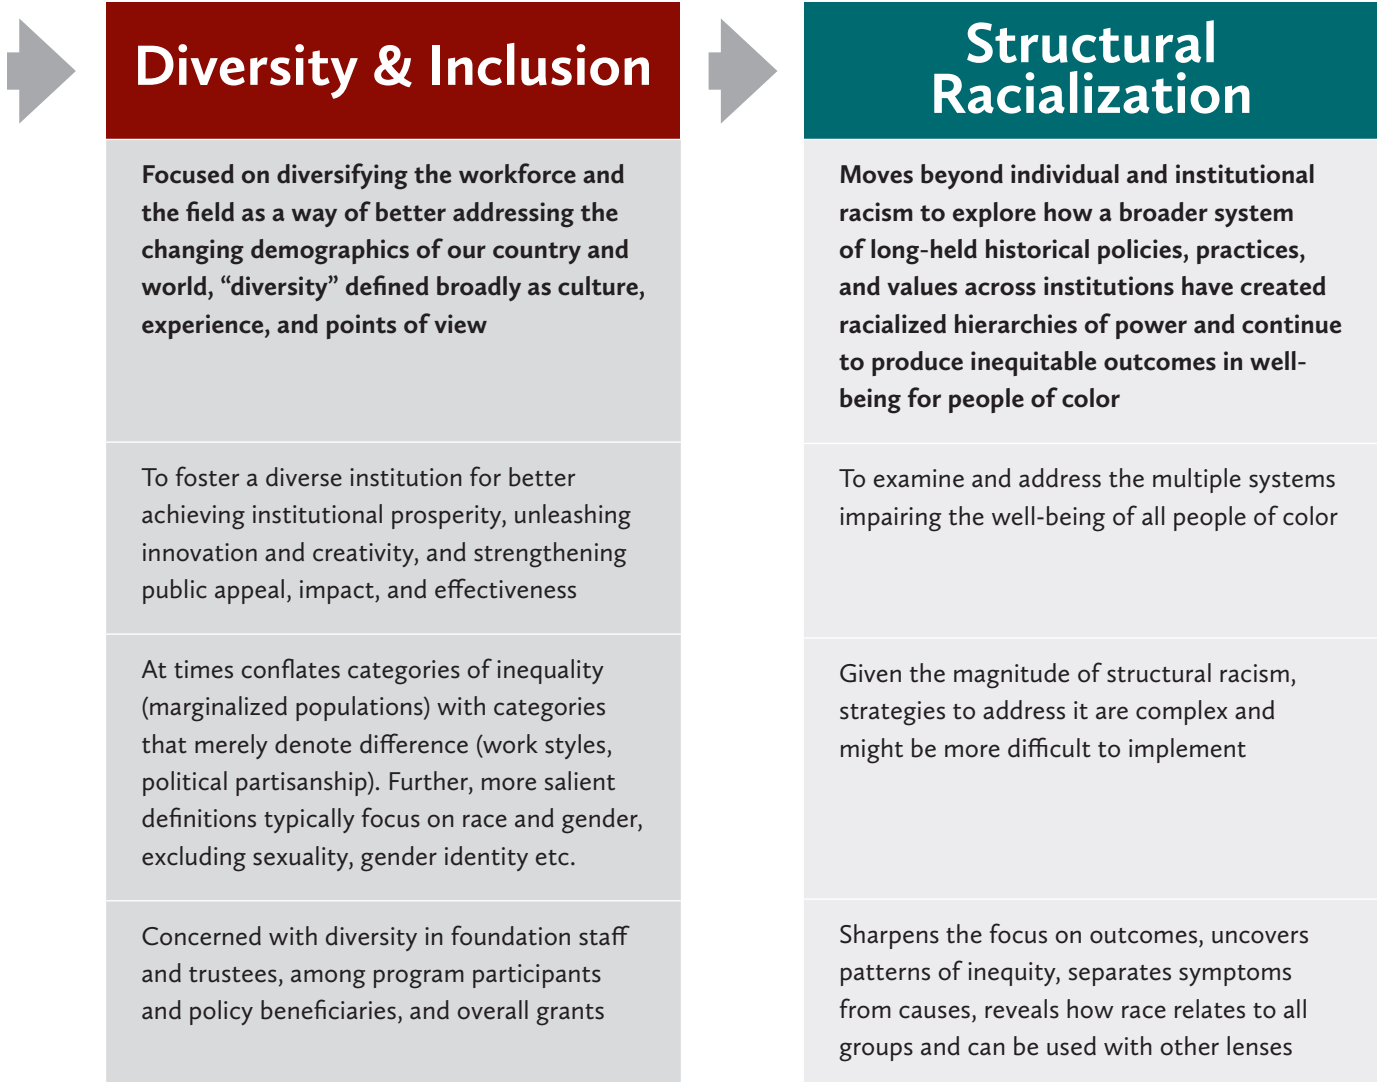 Diversity & Inclusion
Focused on diversifying the workforce and
the field as a way of better addressing the
changing demographics of our country and
world, “diversity” defined broadly as culture,
experience, and points of view
To foster a diverse institution for better
achieving institutional prosperity, unleashing
innovation and creativity, and strengthening
public appeal, impact, and effectiveness
At times conflates categories of inequality
(marginalized populations) with categories
that merely denote difference (work styles,
political partisanship). Further, more salient
definitions typically focus on race and gender,
excluding sexuality, gender identity etc.
Concerned with diversity in foundation staff
and trustees, among program participants
and policy beneficiaries, and overall grants
Structural
Racialization
Moves beyond individual and institutional
racism to explore how a broader system
of long-held historical policies, practices,
and values across institutions have created
racialized hierarchies of power and continue
to produce inequitable outcomes in well-
being for people of color
To examine and address the multiple systems
impairing the well-being of all people of color
Given the magnitude of structural racism,
strategies to address it are complex and
might be more difficult to implement
Sharpens the focus on outcomes, uncovers
patterns of inequity, separates symptoms
from causes, reveals how race relates to all
groups and can be used with other lenses